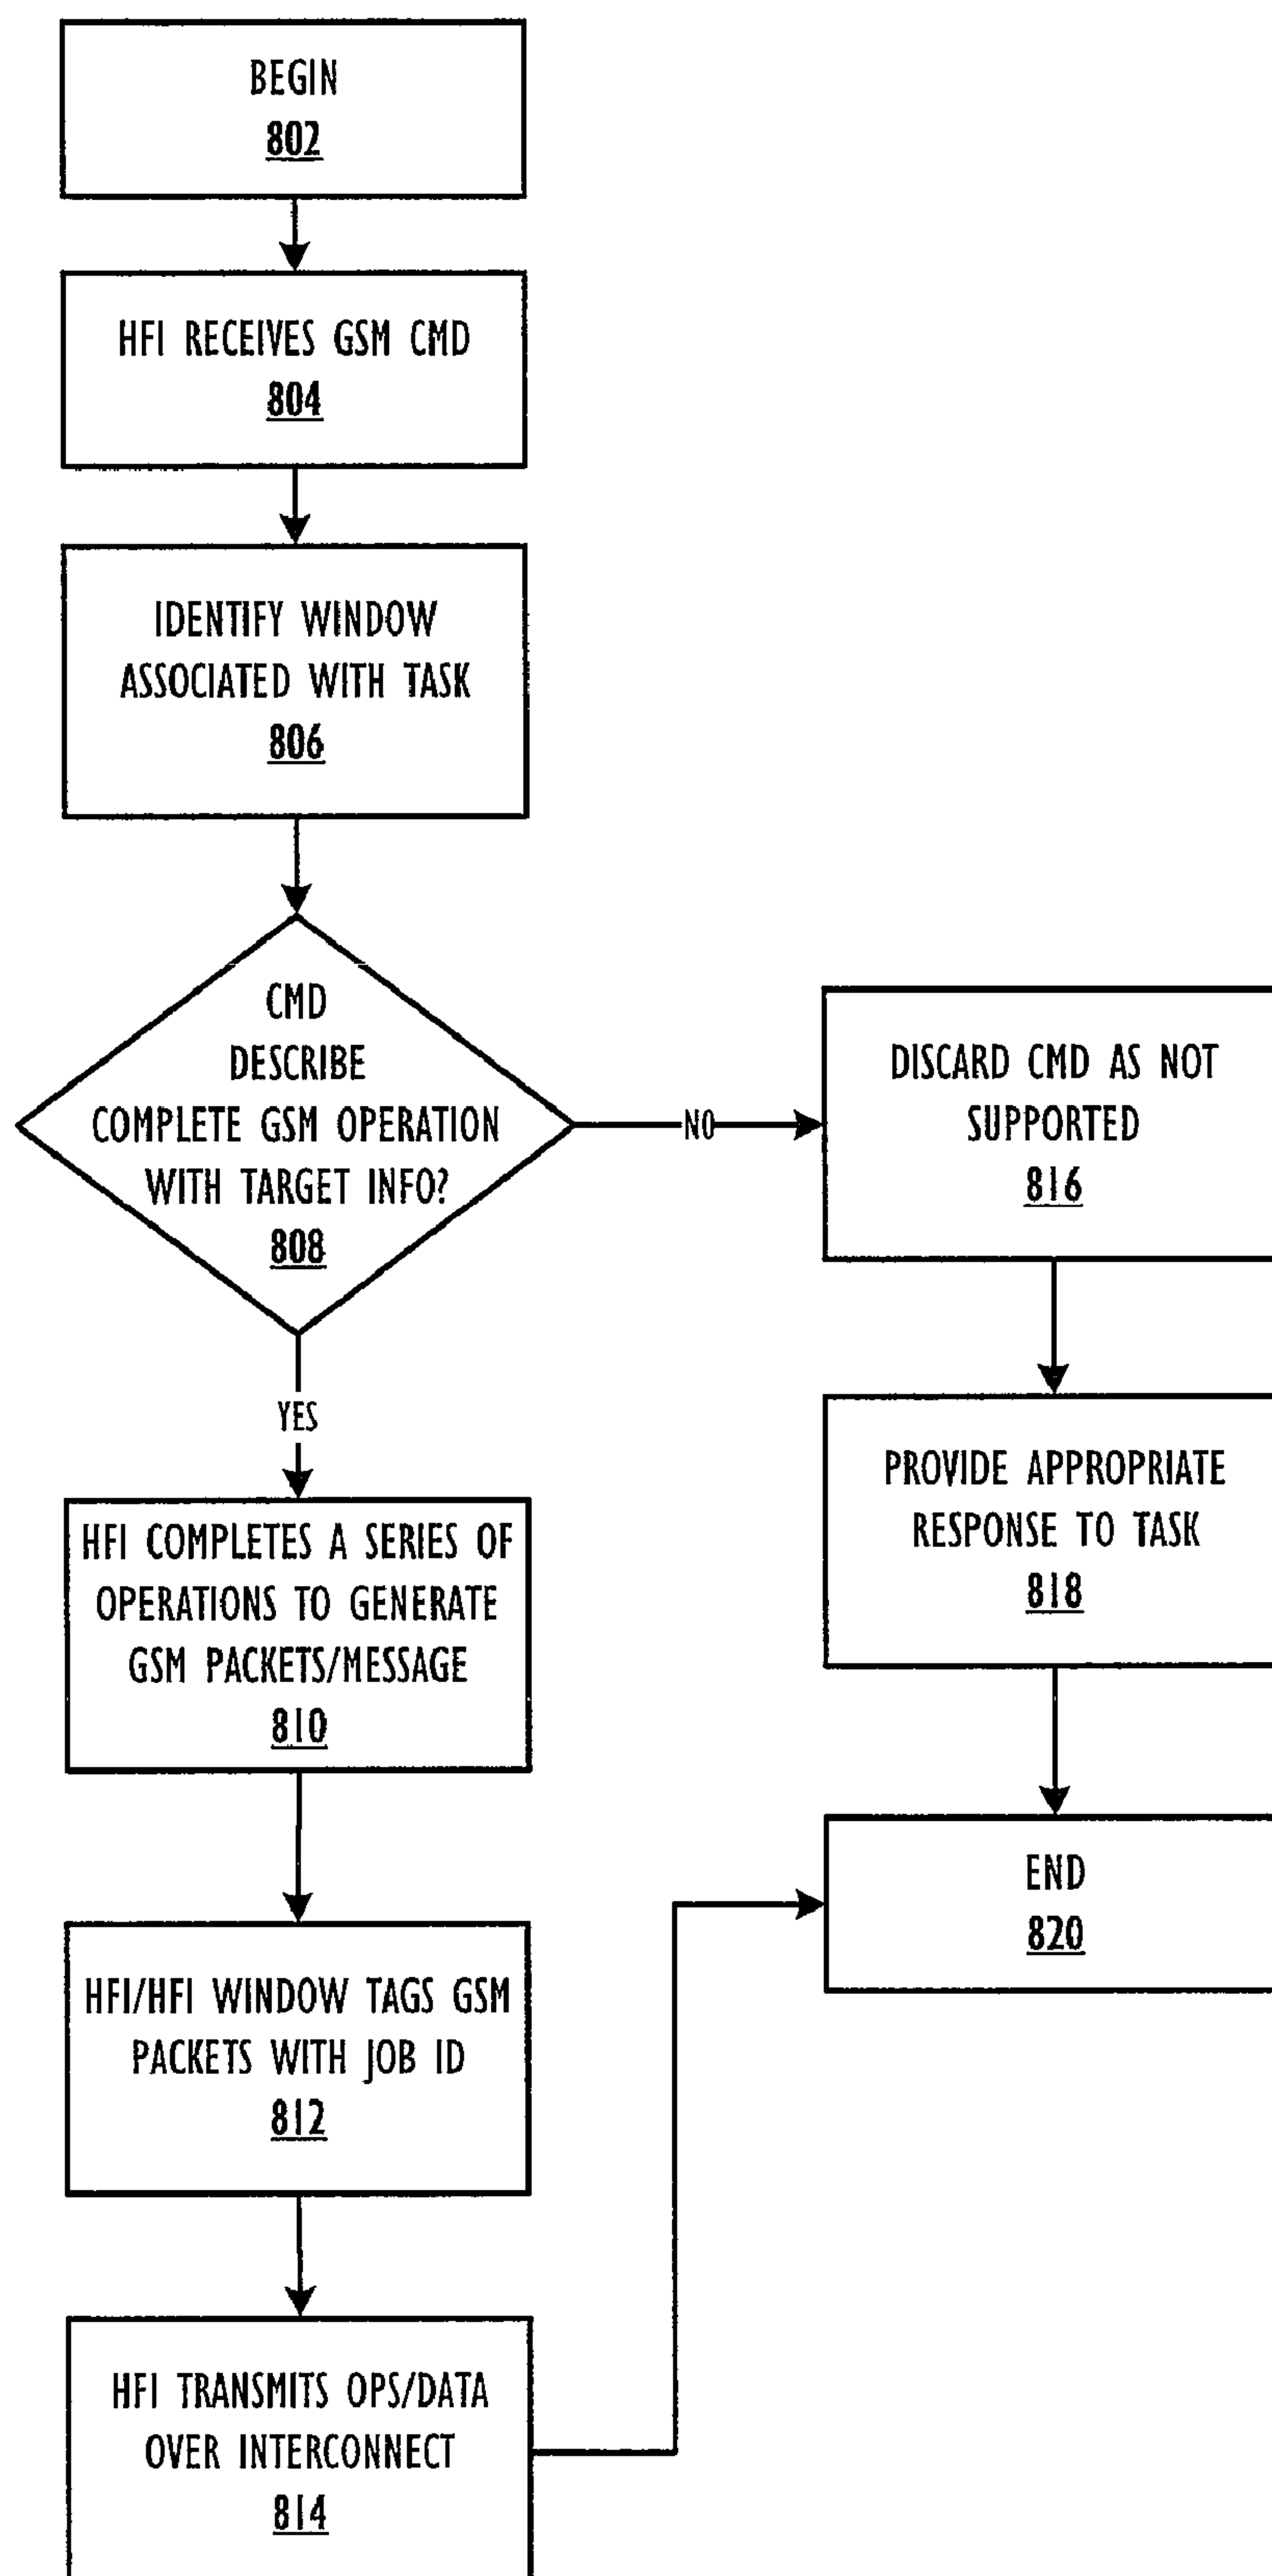 BEGIN
802
HFI RECEIVES GSM CMD
804
IDENTIFY WINDOW
ASSOCIATED WITH TASK
806
CMD
DESCRIBE
COMPLETE GSM OPERATION
WITH TARGET INFO?
808
NO
DISCARD CMD AS NOT
SUPPORTED
816
PROVIDE APPROPRIATE
RESPONSE TO TASK
818
YES
HFI COMPLETES A SERIES OF
OPERATIONS TO GENERATE
GSM PACKETS/MESSAGE
810
END
820
HFI/HFI WINDOW TAGS GSM
PACKETS WITH JOB ID
812
HFI TRANSMITS OPS/DATA
OVER INTERCONNECT
814